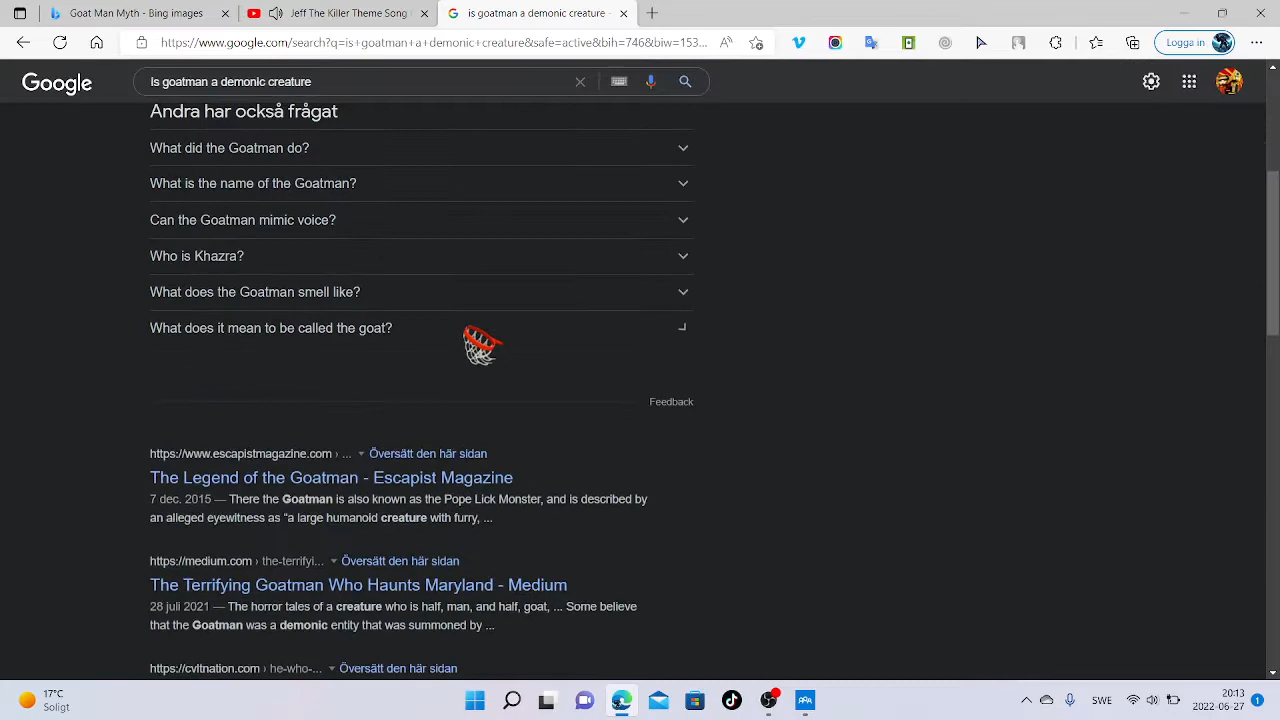 Goat Man Myth - Bing images
Jeff The Killer Theme Song
is goatman a demonic creature -
https://www.google.com/search?q=is+goatman+a+demonic+creature&safe=active&bih=746&biw=153...
Logga in
Google
is goatman a demonic creature
Andra har också frågat
What did the Goatman do?
What is the name of the Goatman?
Can the Goatman mimic voice?
Who is Khazra?
What does the Goatman smell like?
What does it mean to be called the goat?
Feedback
https://www.escapistmagazine.com › ... Översätt den här sidan
The Legend of the Goatman - Escapist Magazine
7 dec. 2015 — There the Goatman is also known as the Pope Lick Monster, and is described by
an alleged eyewitness as “a large humanoid creature with furry, ...
https://medium.com › the-terrifyi... Översätt den här sidan
The Terrifying Goatman Who Haunts Maryland - Medium
28 juli 2021 — The horror tales of a creature who is half, man, and half, goat, ... Some believe
that the Goatman was a demonic entity that was summoned by ...
https://cvltnation.com › he-who-... Översätt den här sidan
17°C
Soligt
SWE
20:13
2022-06-27
1